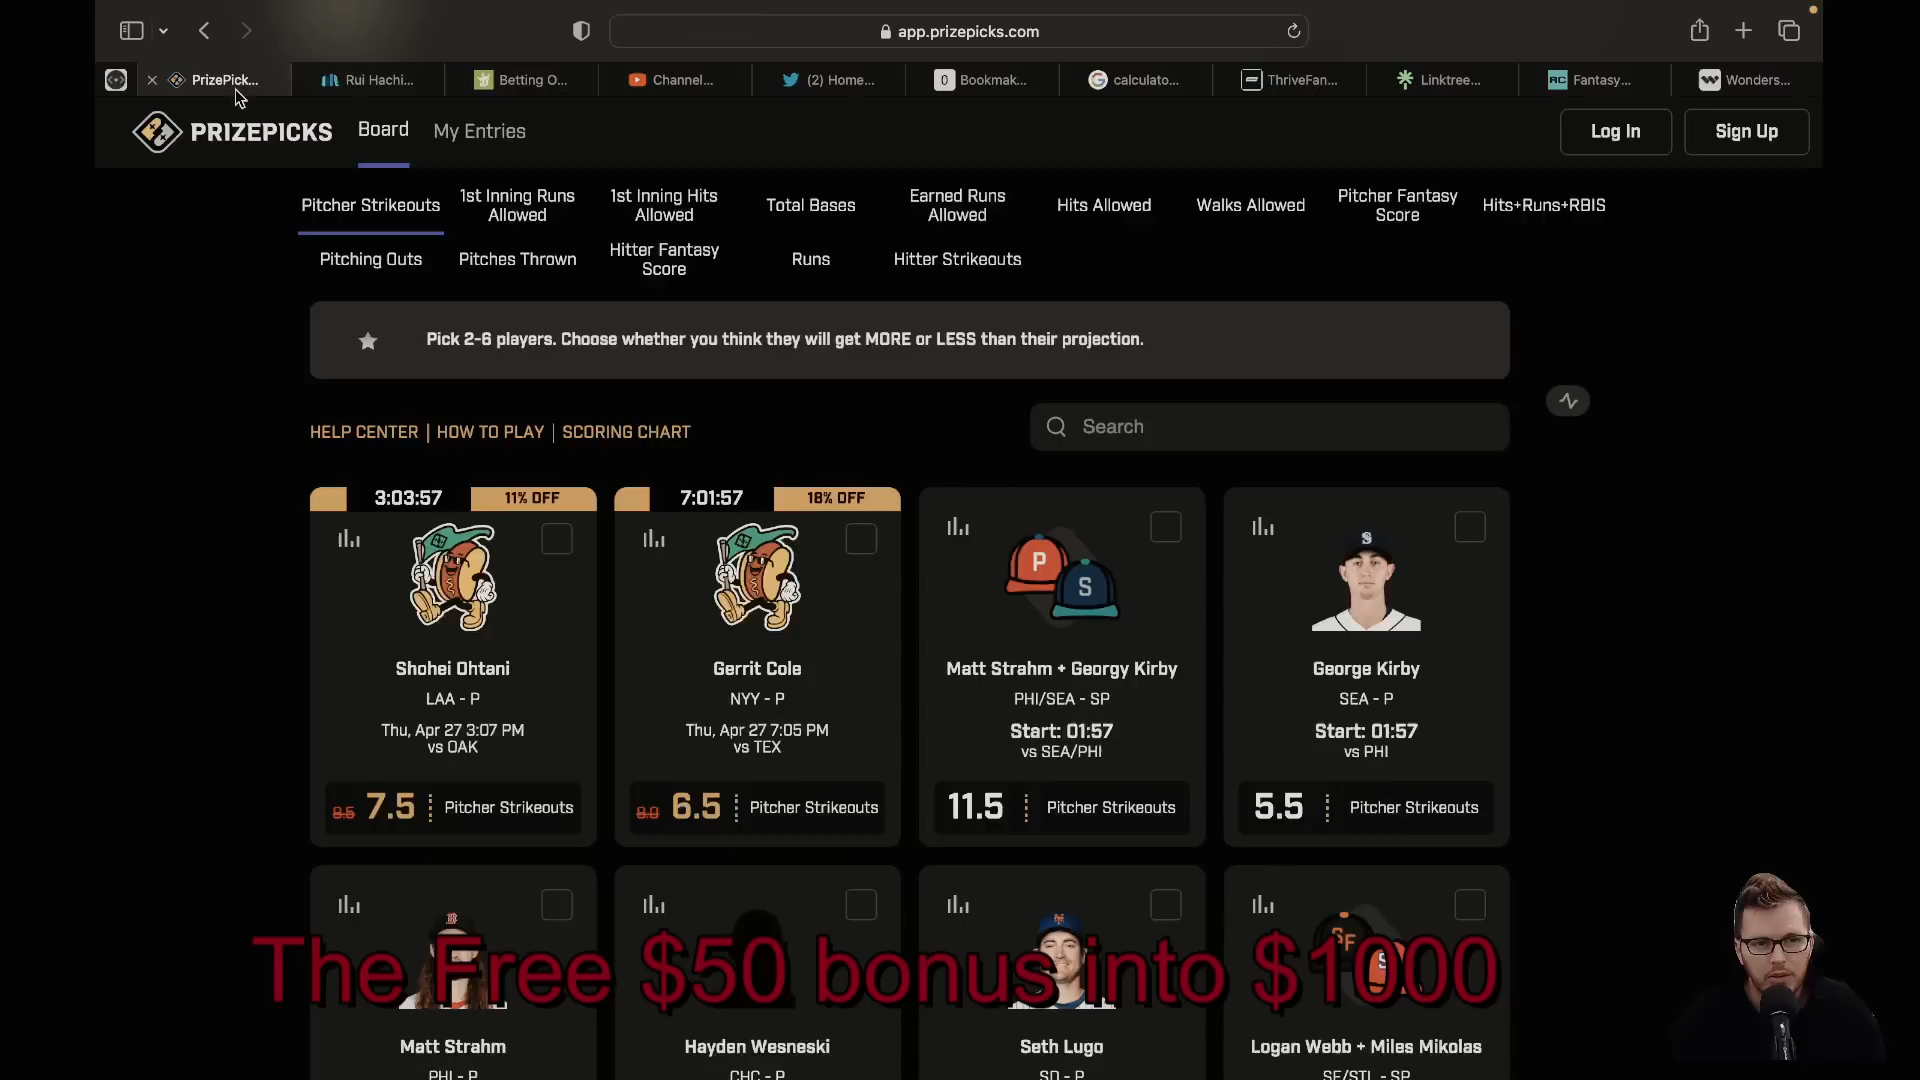 app.prizepicks.com
PrizePick...
Rui Hachi...
Betting O...
Channel...
(2) Home...
Bookmak...
calculato...
ThriveFan...
Linktree...
Fantasy...
Wonders...
PRIZEPICKS
Board
My Entries
Log In
Sign Up
Pitcher Strikeouts
1st Inning Runs
Allowed
1st Inning Hits
Allowed
Total Bases
Earned Runs
Allowed
Hits Allowed
Walks Allowed
Pitcher Fantasy
Score
Hits+Runs+RBIS
Pitching Outs
Pitches Thrown
Hitter Fantasy
Score
Runs
Hitter Strikeouts
Pick 2-6 players. Choose whether you think they will get MORE or LESS than their projection.
HELP CENTER | HOW TO PLAY | SCORING CHART
Search
3:03:57
11% OFF
Shohei Ohtani
LAA - P
Thu, Apr 27 3:07 PM
vs OAK
8.5 7.5 Pitcher Strikeouts
7:01:57
18% OFF
Gerrit Cole
NYY - P
Thu, Apr 27 7:05 PM
vs TEX
8.0 6.5 Pitcher Strikeouts
P
S
Matt Strahm + Georgy Kirby
PHI/SEA - SP
Start: 01:57
vs SEA/PHI
11.5 Pitcher Strikeouts
S
George Kirby
SEA - P
Start: 01:57
vs PHI
5.5 Pitcher Strikeouts
The Free $50 bonus into $1000
Matt Strahm
PHI - P
Hayden Wesneski
CHC - P
Seth Lugo
SD - P
SF
S
Logan Webb + Miles Mikolas
SF/STL - SP